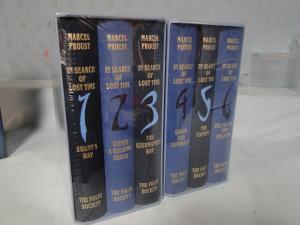 MARCEL
PROUST
IN SEARCH
OF
LOST TIME
1
SWANN'S
WAY
THE FOLIO
SOCIETY
MARCEL
PROUST
IN SEARCH
OF
LOST TIME
2
WITHIN
A BUDDING
GROVE
THE FOLIO
SOCIETY
MARCEL
PROUST
IN SEARCH
OF
LOST TIME
3
THE
GUERMANTES
WAY
THE FOLIO
SOCIETY
MARCEL
PROUST
IN SEARCH
OF
LOST TIME
4
SODOM
AND
GOMORRAH
THE FOLIO
SOCIETY
MARCEL
PROUST
IN SEARCH
OF
LOST TIME
5
THE
CAPTIVE
THE FOLIO
SOCIETY
MARCEL
PROUST
IN SEARCH
OF
LOST TIME
6
THE FOLIO
SOCIETY